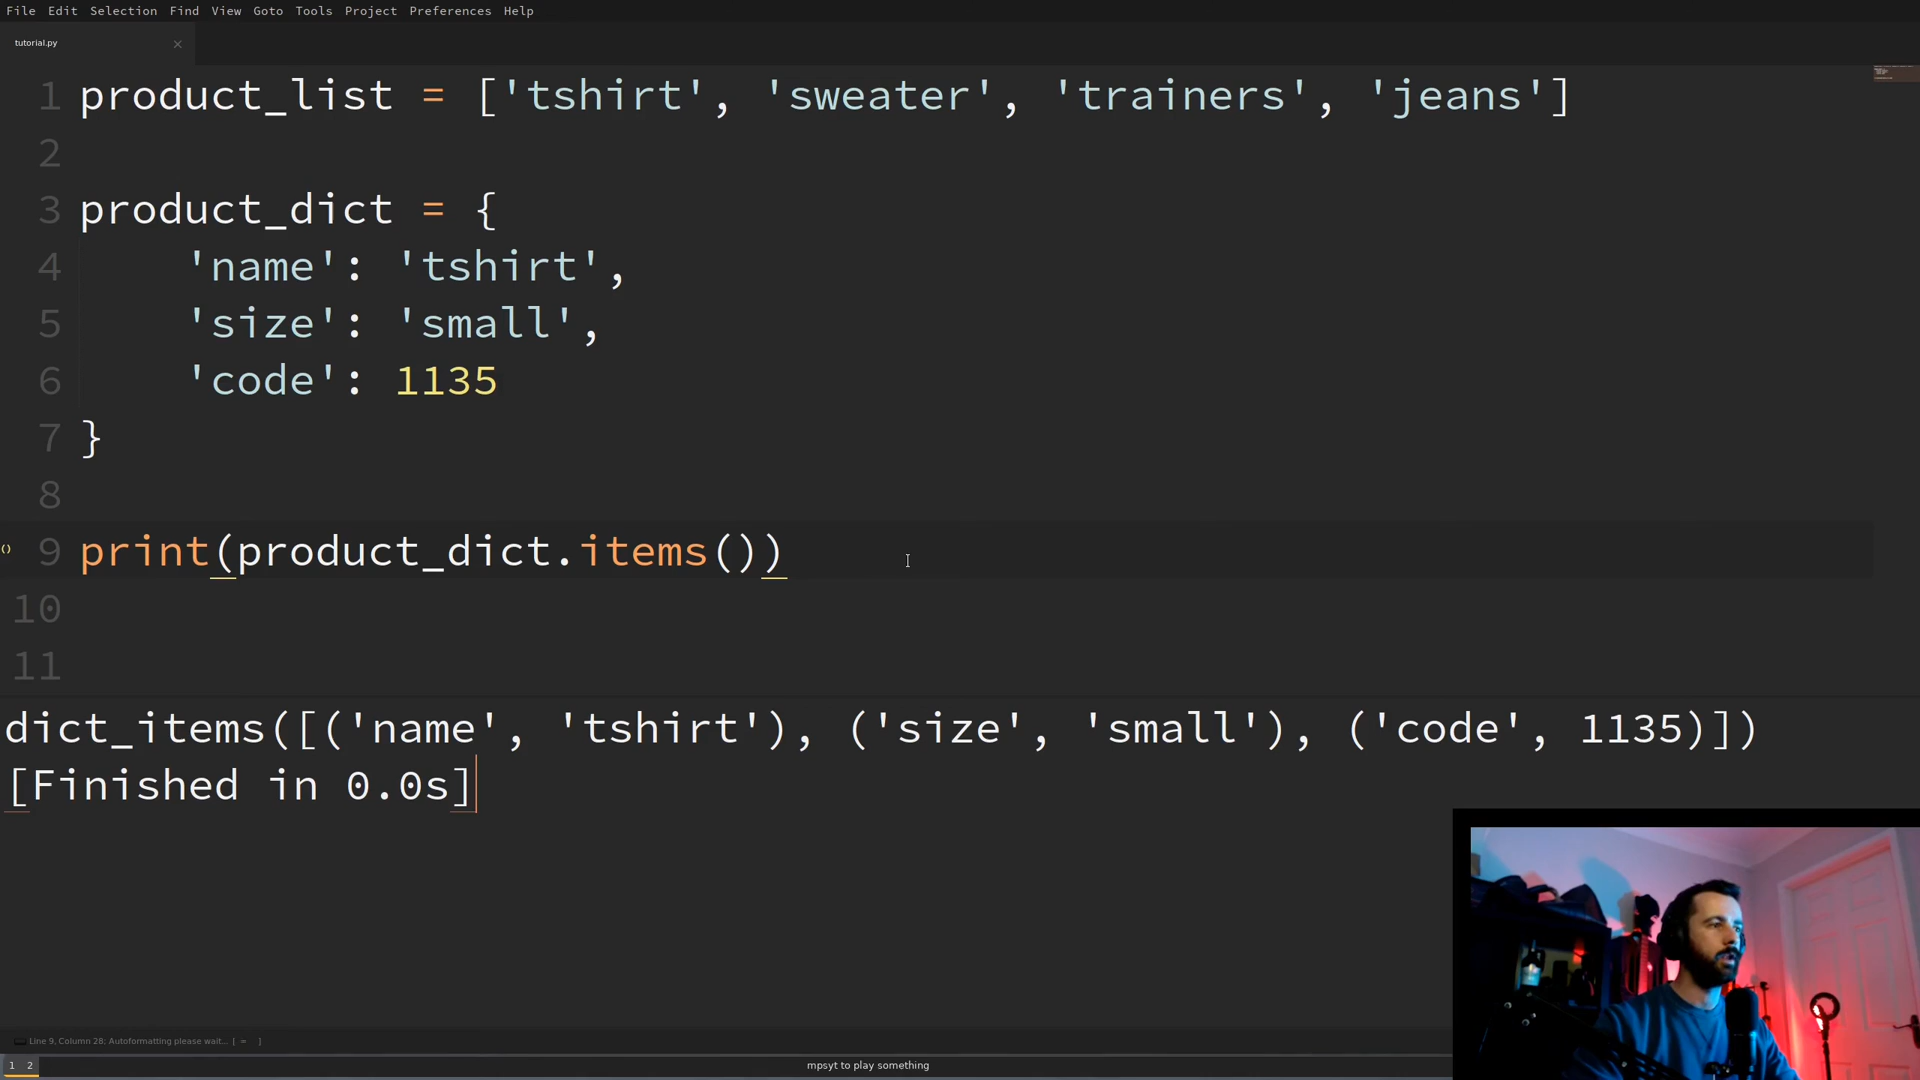 File Edit Selection Find View Goto Tools Project Preferences Help
tutorial.py
1 product_list = ['tshirt', 'sweater', 'trainers', 'jeans']
2
3 product_dict = {
4 'name': 'tshirt',
5 'size': 'small',
6 'code': 1135
7 }
8
9 print(product_dict.items())
10
11
dict_items([('name', 'tshirt'), ('size', 'small'), ('code', 1135)])
[Finished in 0.0s]
Line 9, Column 28; Autoformatting please wait... [ = ]
1 2 mpsyt to play something